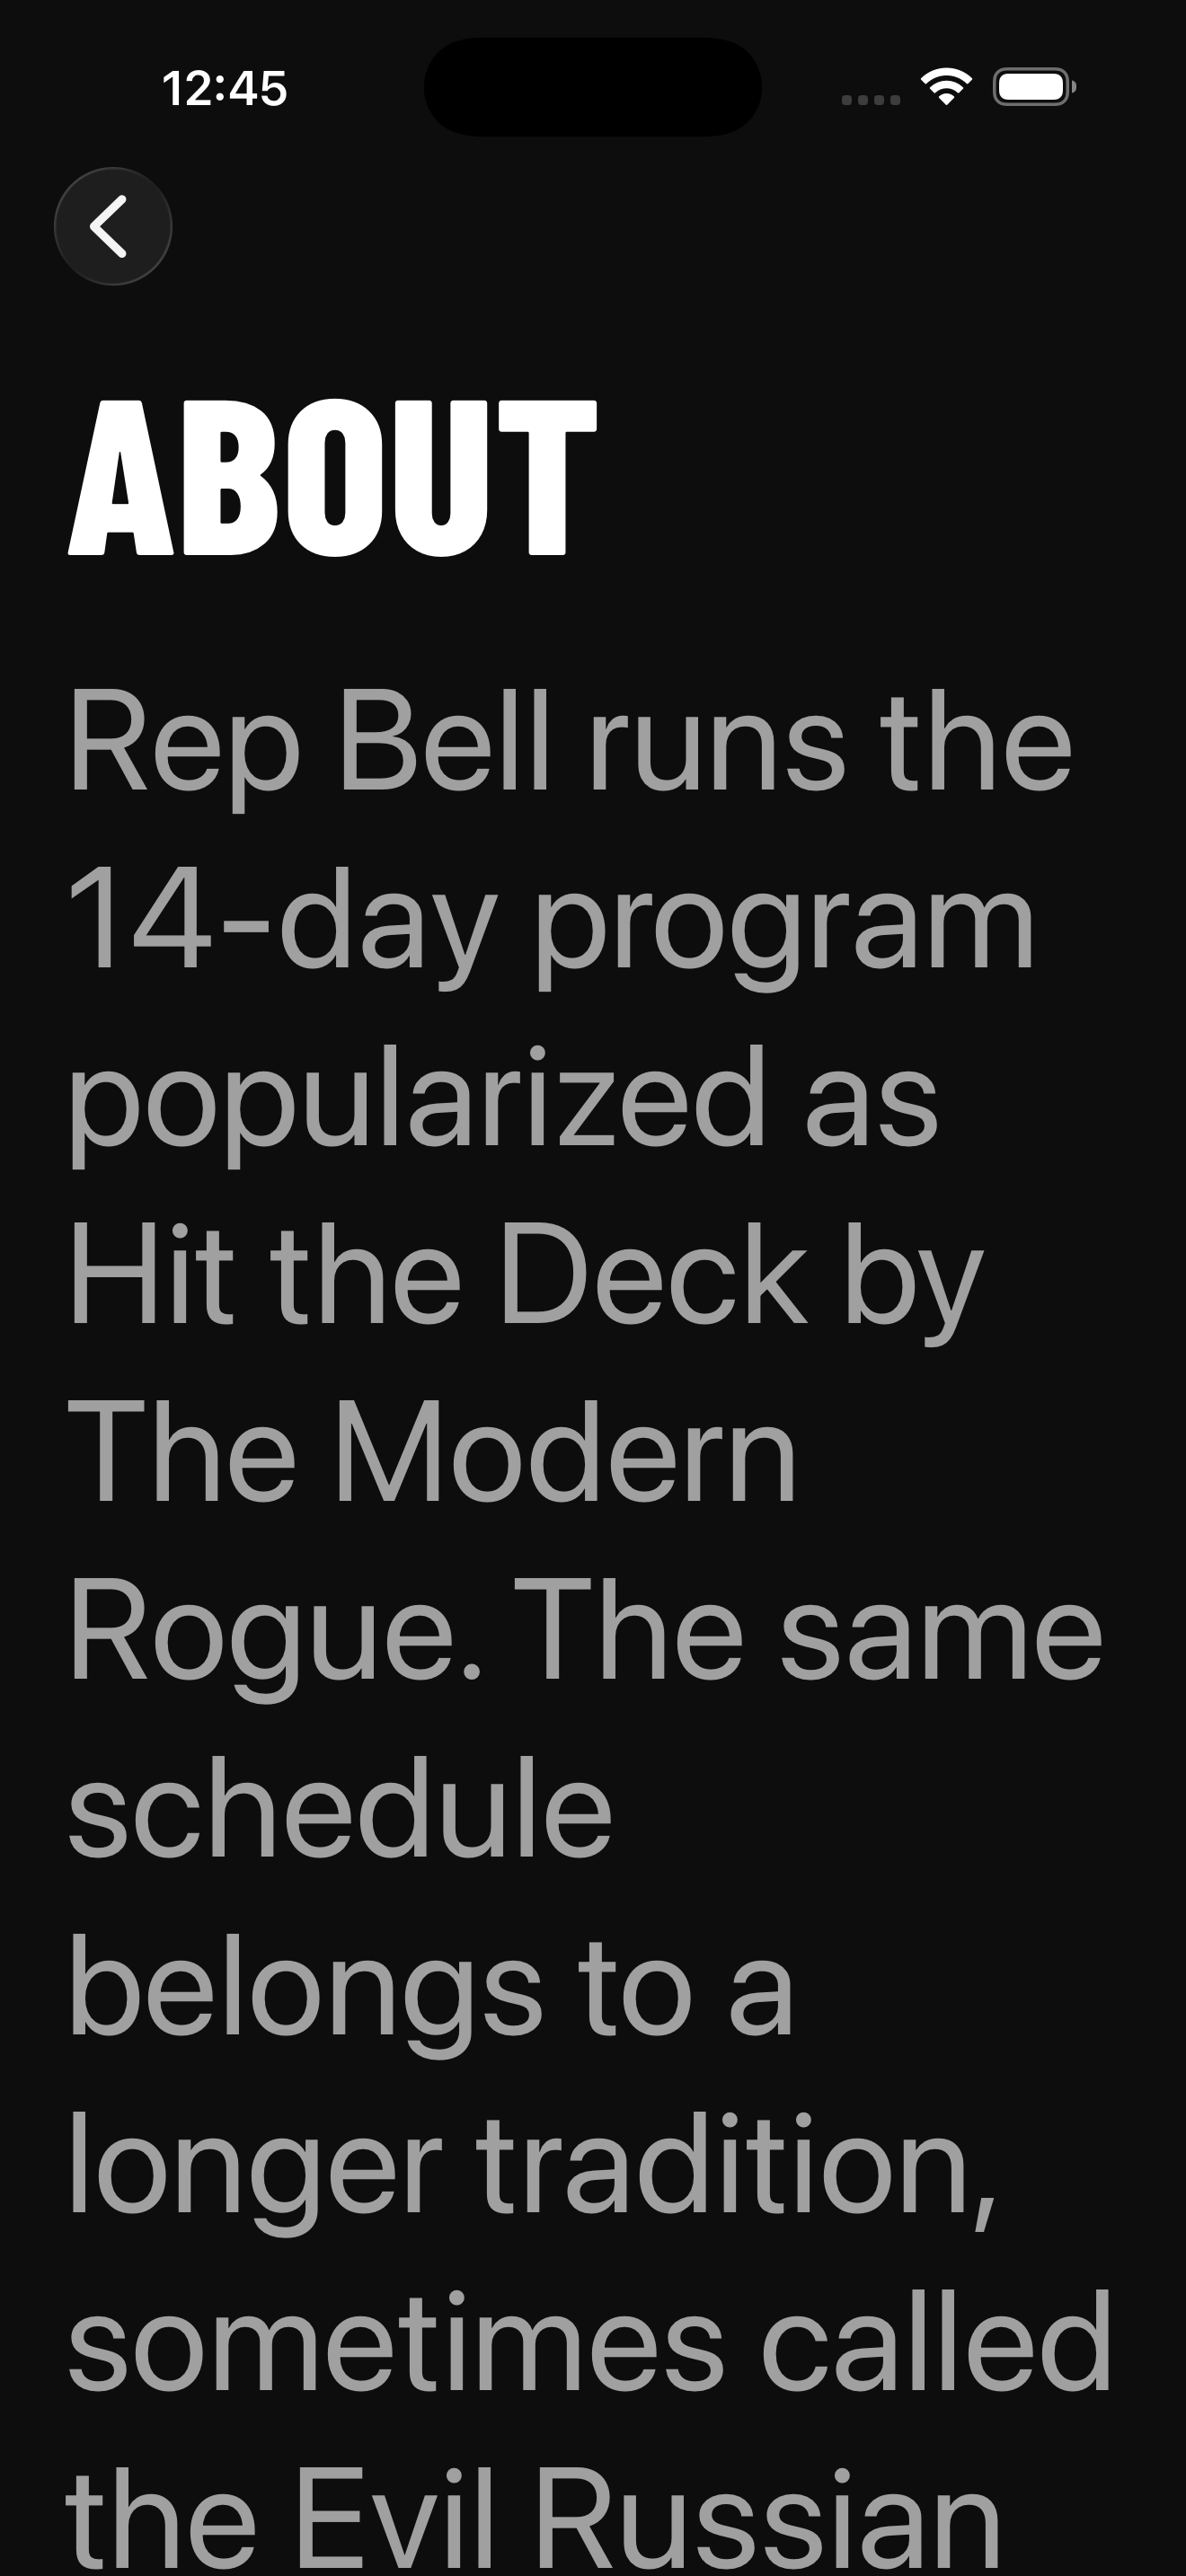 12:45
ABOUT
Rep Bell runs the
14-day program
popularized as
Hit the Deck by
The Modern
Rogue. The same
schedule
belongs to a
longer tradition,
sometimes called
the Evil Russian